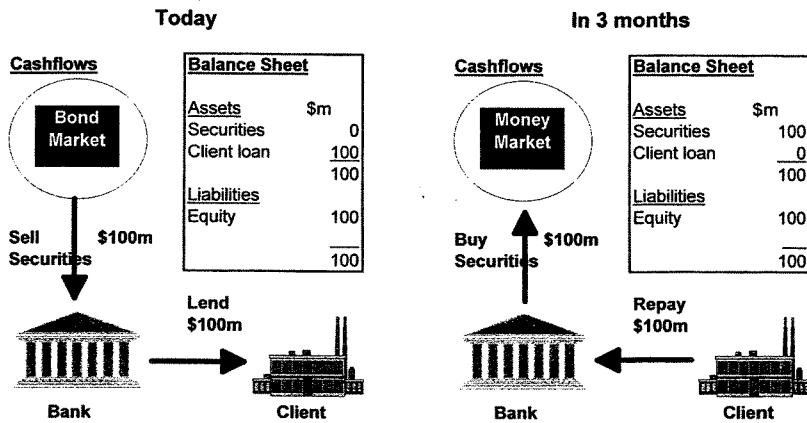 Today
Cashflows
Bond
Market
Sell
Securities
$100m
Balance Sheet
Assets $m
Securities 0
Client loan 100
100
Liabilities
Equity 100
100
Lend
$100m
Bank
Client
In 3 months
Cashflows
Money
Market
Buy
Securities
$100m
Balance Sheet
Assets $m
Securities 100
Client loan 0
100
Liabilities
Equity 100
100
Repay
$100m
Bank
Client